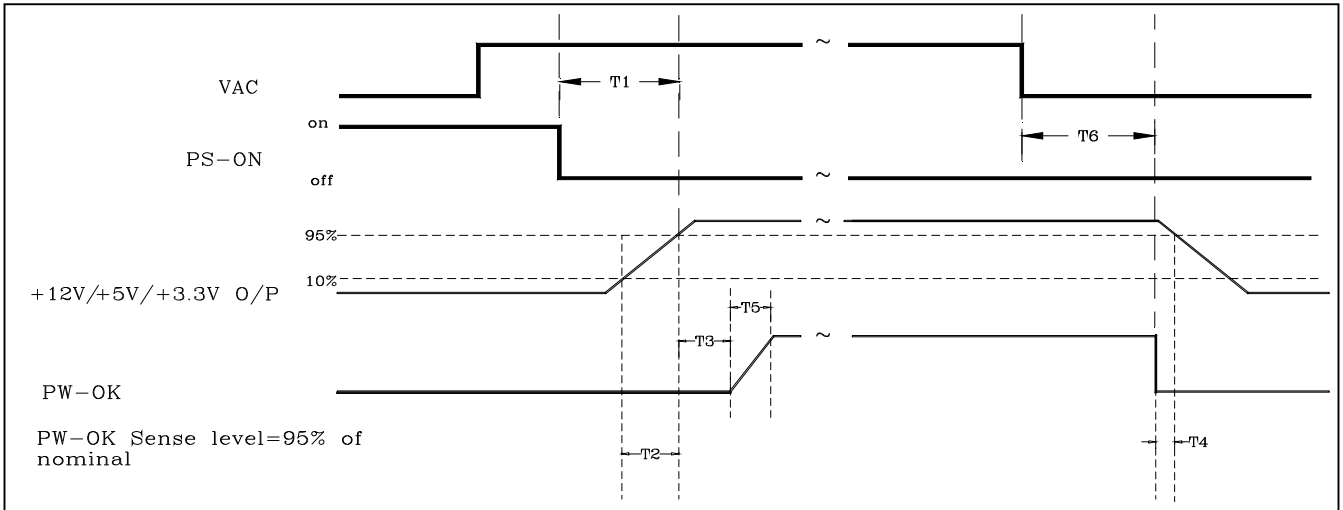 ~
VAC
T1
T6
on
PS-ON
off
~
95%
~
10%
+12V/+5V/+3.3V O/P
T5
T3
~
PW-OK
PW-OK Sense level=95% of
nominal
T2
T4